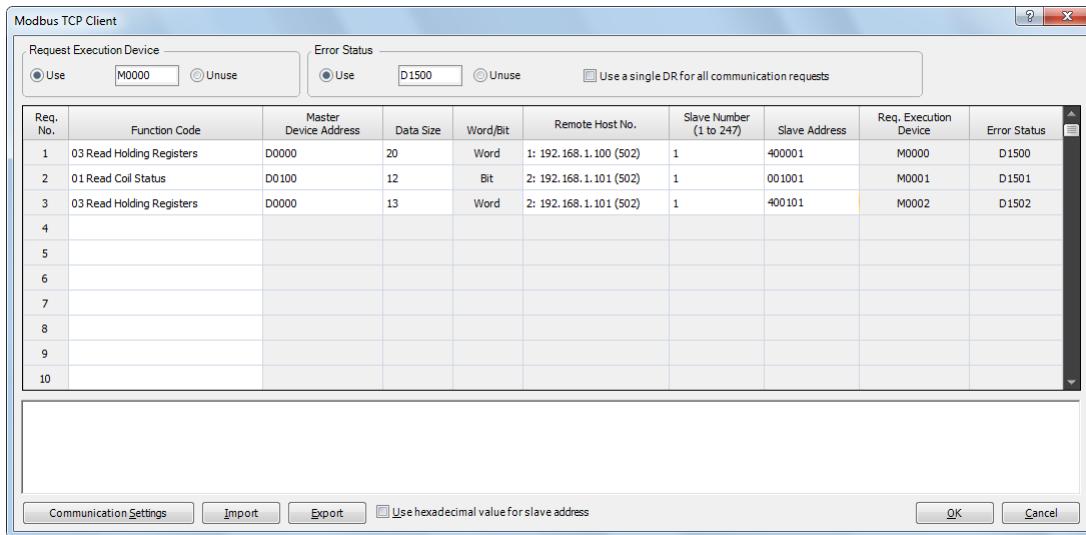 Modbus TCP Client
Request Execution Device
Use M0000 Unuse
Error Status
Use D1500 Unuse Use a single DR for all communication requests
Req. No. Function Code Master Device Address Data Size Word/Bit Remote Host No. Slave Number (1 to 247) Slave Address Req. Execution Device Error Status
1 03 Read Holding Registers D0000 20 Word 1: 192.168.1.100 (502) 1 400001 M0000 D1500
2 01 Read Coil Status D0100 12 Bit 2: 192.168.1.101 (502) 1 001001 M0001 D1501
3 03 Read Holding Registers D0000 13 Word 2: 192.168.1.101 (502) 1 400101 M0002 D1502
4
5
6
7
8
9
10
Communication Settings Import Export Use hexadecimal value for slave address OK Cancel